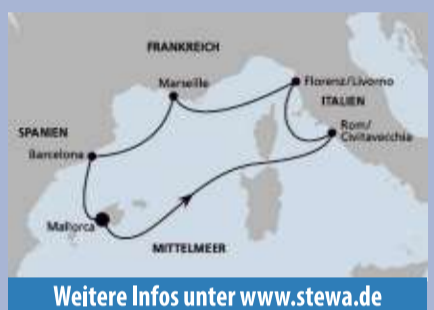 FRANKREICH
Marseille
Florenz/Livorno
ITALIEN
Rom/
Civitavecchia
SPANIEN
Barcelona
Mallorca
MITTELMEER
Weitere Infos unter www.stewa.de